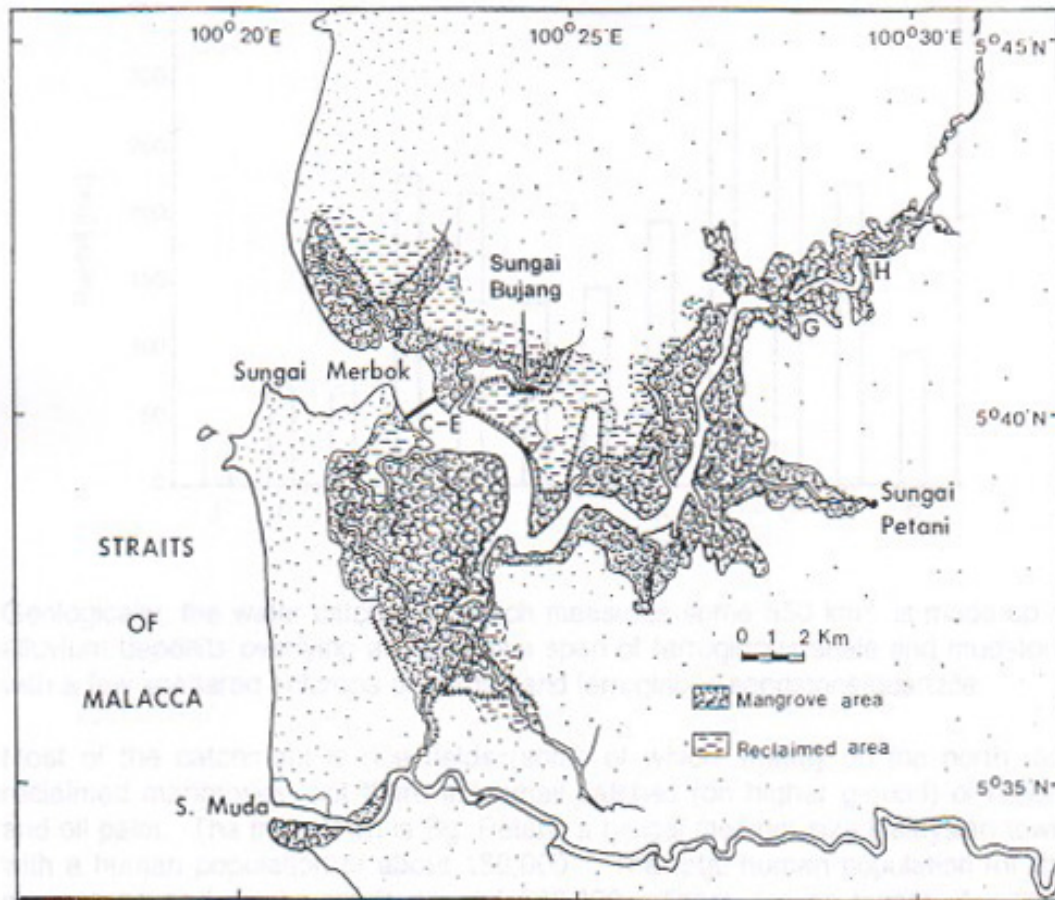 100° 20' E
100° 25' E
100° 30' E
5° 45' N
Sungai
Bujang
H
G
Sungai Merbok
C-E
5° 40' N
Sungai
Petani
STRAITS
OF
MALACCA
0 1 2 Km
Mangrove area
Reclaimed area
5° 35' N
S. Muda